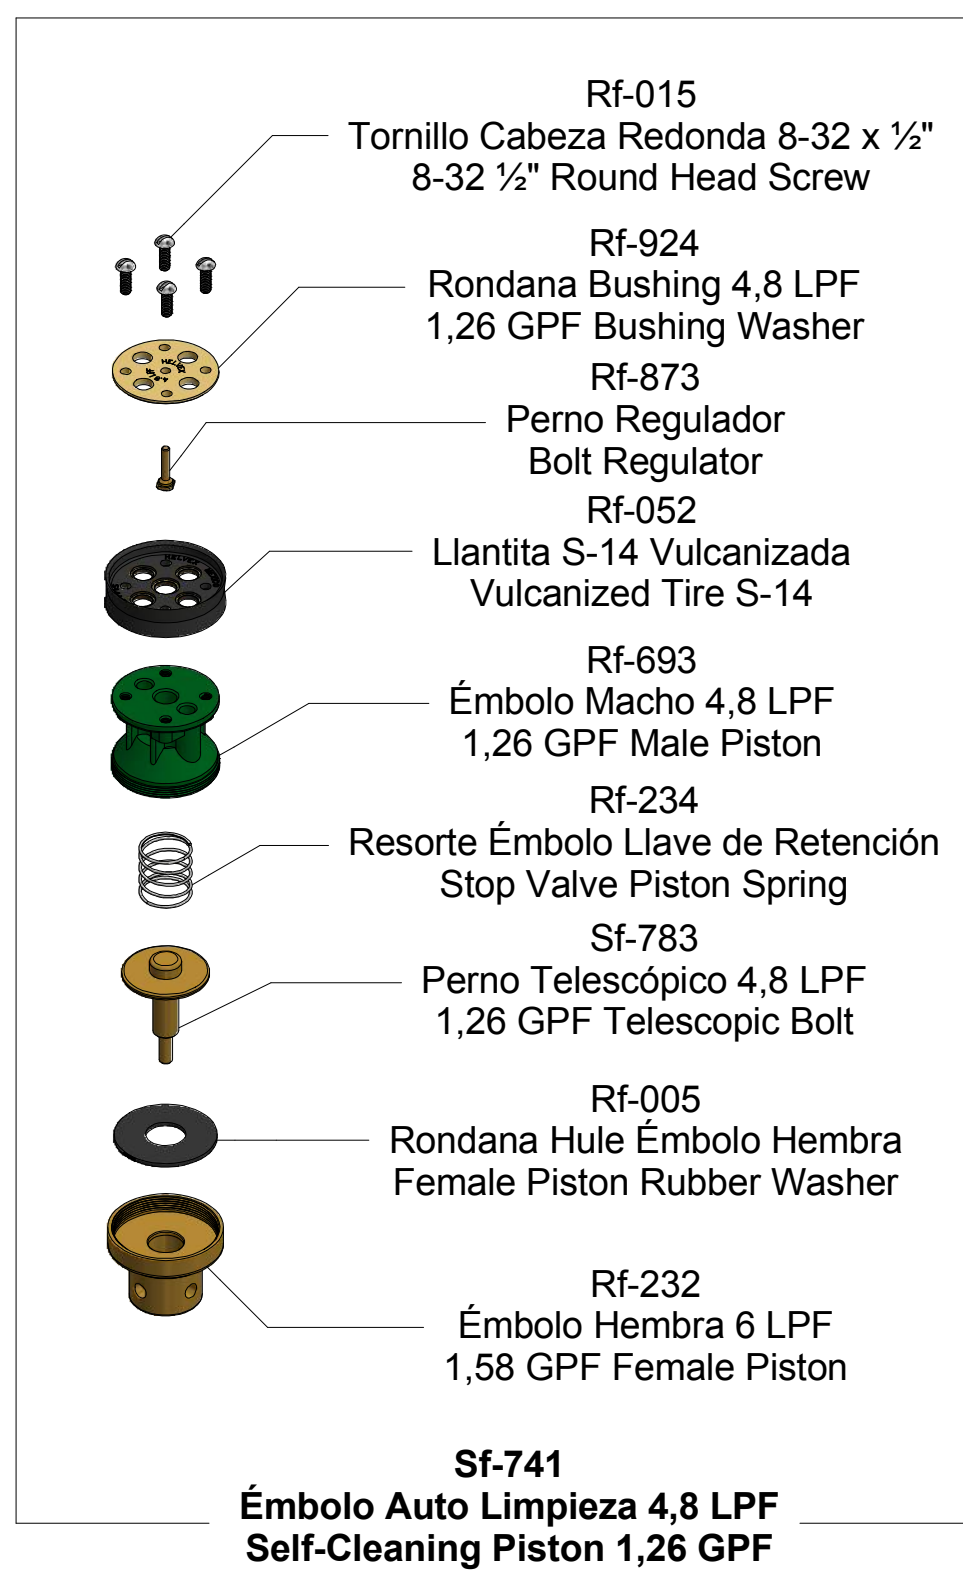 Rf-015
Tornillo Cabeza Redonda 8-32 x ½"
8-32 ½" Round Head Screw
Rf-924
Rondana Bushing 4,8 LPF
1,26 GPF Bushing Washer
Rf-873
Perno Regulador
Bolt Regulator
Rf-052
Llantita S-14 Vulcanizada
Vulcanized Tire S-14
HELVEX
Rf-693
Émbolo Macho 4,8 LPF
1,26 GPF Male Piston
Rf-234
Resorte Émbolo Llave de Retención
Stop Valve Piston Spring
Sf-783
Perno Telescópico 4,8 LPF
1,26 GPF Telescopic Bolt
Rf-005
Rondana Hule Émbolo Hembra
Female Piston Rubber Washer
Rf-232
Émbolo Hembra 6 LPF
1,58 GPF Female Piston
Sf-741
Émbolo Auto Limpieza 4,8 LPF
Self-Cleaning Piston 1,26 GPF